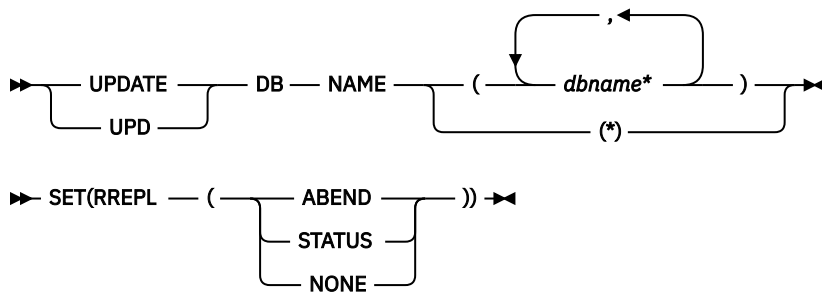 ,
UPDATE DB NAME ( dbname* )
UPD (*)
SET(RREPL ( ABEND ))
STATUS
NONE